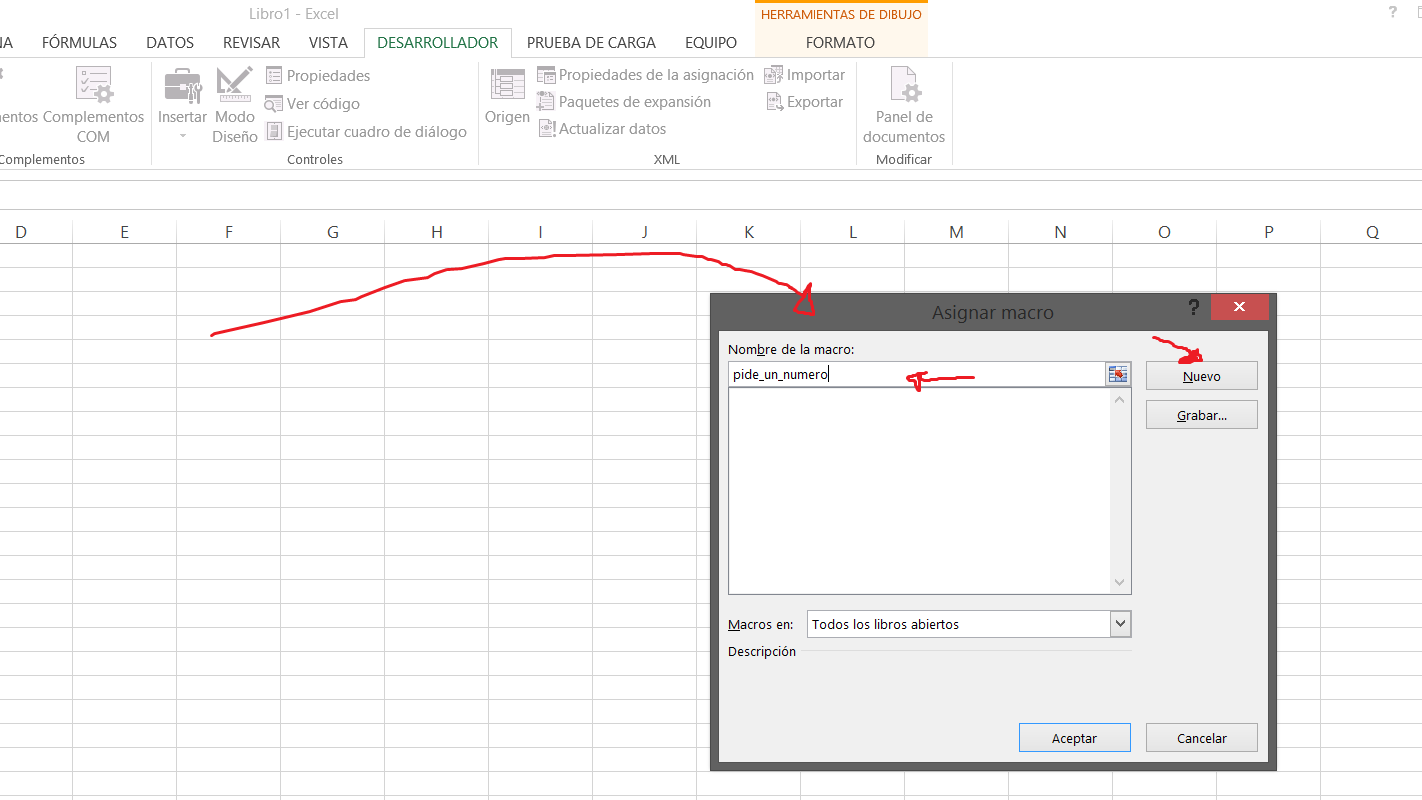 Libro1 - Excel
HERRAMIENTAS DE DIBUJO
?
NA FÓRMULAS DATOS REVISAR VISTA DESARROLLADOR PRUEBA DE CARGA EQUIPO FORMATO
mentos
Complementos
COM
Complementos
Insertar
Modo
Diseño
Propiedades
Ver código
Ejecutar cuadro de diálogo
Controles
Origen
Propiedades de la asignación
Paquetes de expansión
Actualizar datos
Importar
Exportar
XML
Panel de
documentos
Modificar
D E F G H I J K L M N O P Q
Asignar macro
?
Nombre de la macro:
pide_un_numero
Nuevo
Grabar...
Macros en:
Todos los libros abiertos
Descripción
Aceptar
Cancelar